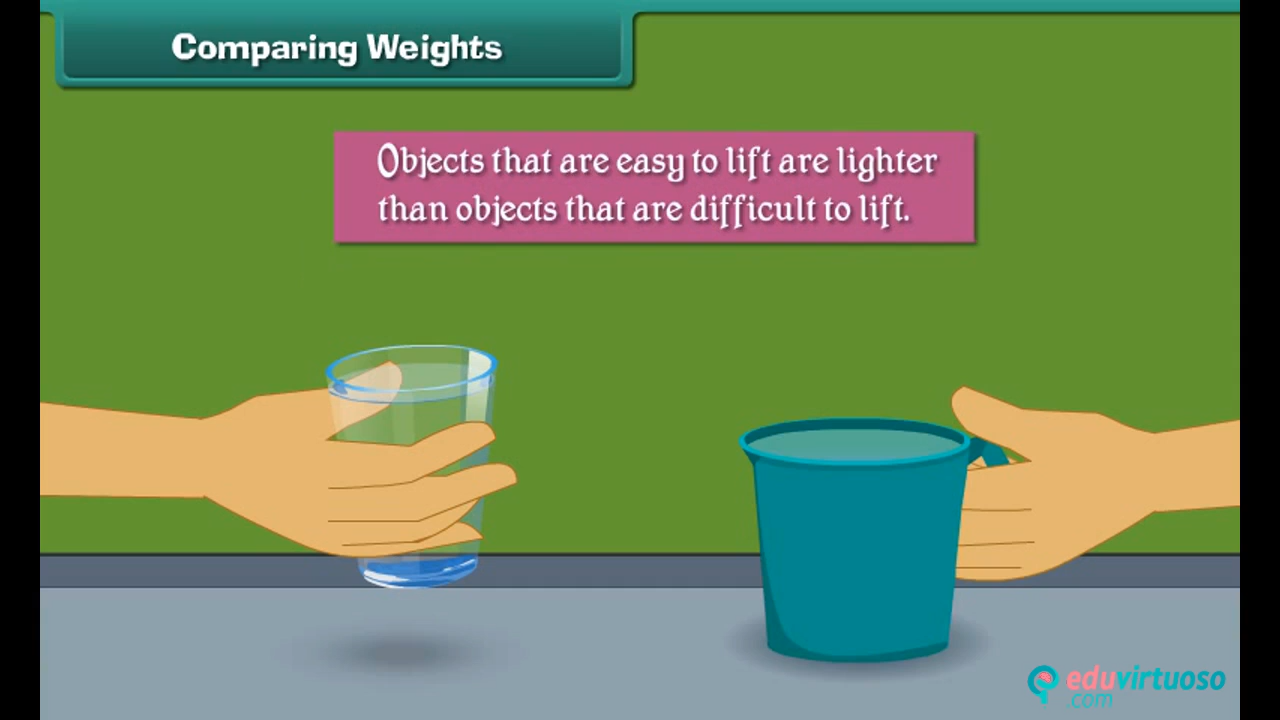 Comparing Weights
Objects that are easy to lift are lighter
than objects that are difficult to lift.
eduvirtuoso
.com